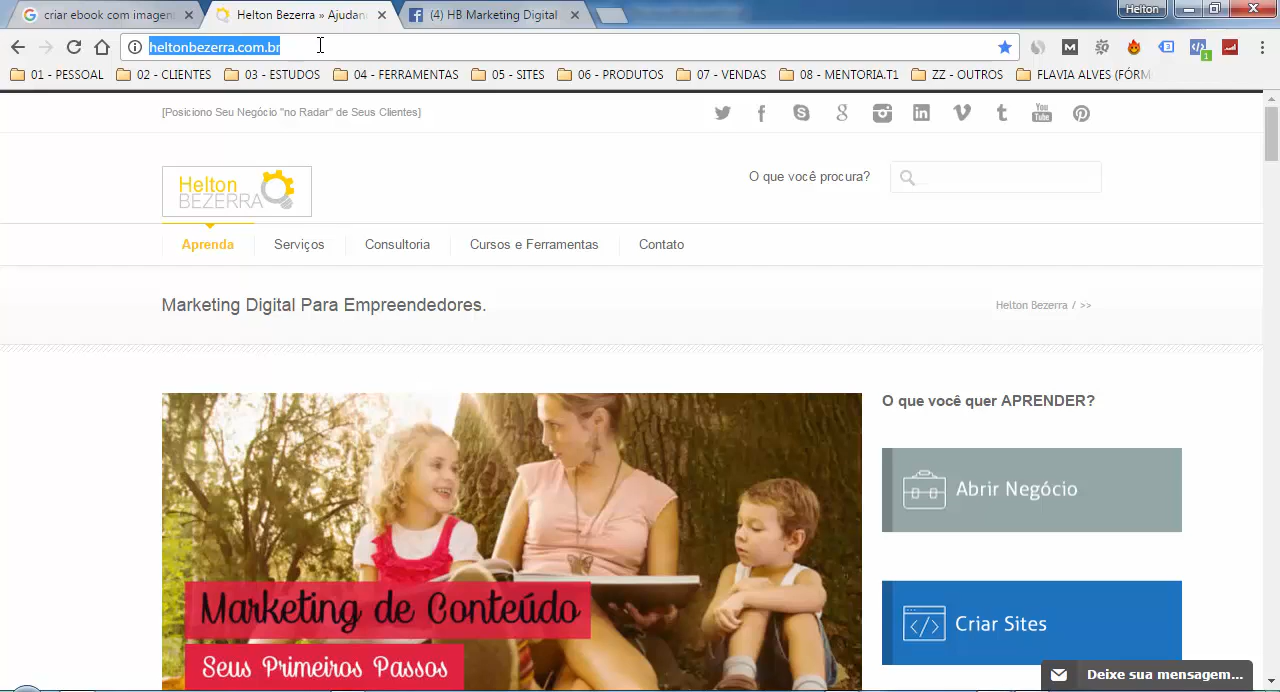 criar ebook com imagen
Helton Bezerra » Ajudan
(4) HB Marketing Digital
Helton
heltonbezerra.com.br
01 - PESSOAL
02 - CLIENTES
03 - ESTUDOS
04 - FERRAMENTAS
05 - SITES
06 - PRODUTOS
07 - VENDAS
08 - MENTORIA.T1
ZZ - OUTROS
FLAVIA ALVES (FÓRM
[Posiciono Seu Negócio "no Radar" de Seus Clientes]
You
Tube
Helton
BEZERRA
O que você procura?
Aprenda
Serviços
Consultoria
Cursos e Ferramentas
Contato
Marketing Digital Para Empreendedores.
Helton Bezerra / >>
O que você quer APRENDER?
Abrir Negócio
Criar Sites
Marketing de Conteúdo
Seus Primeiros Passos
Deixe sua mensagem...